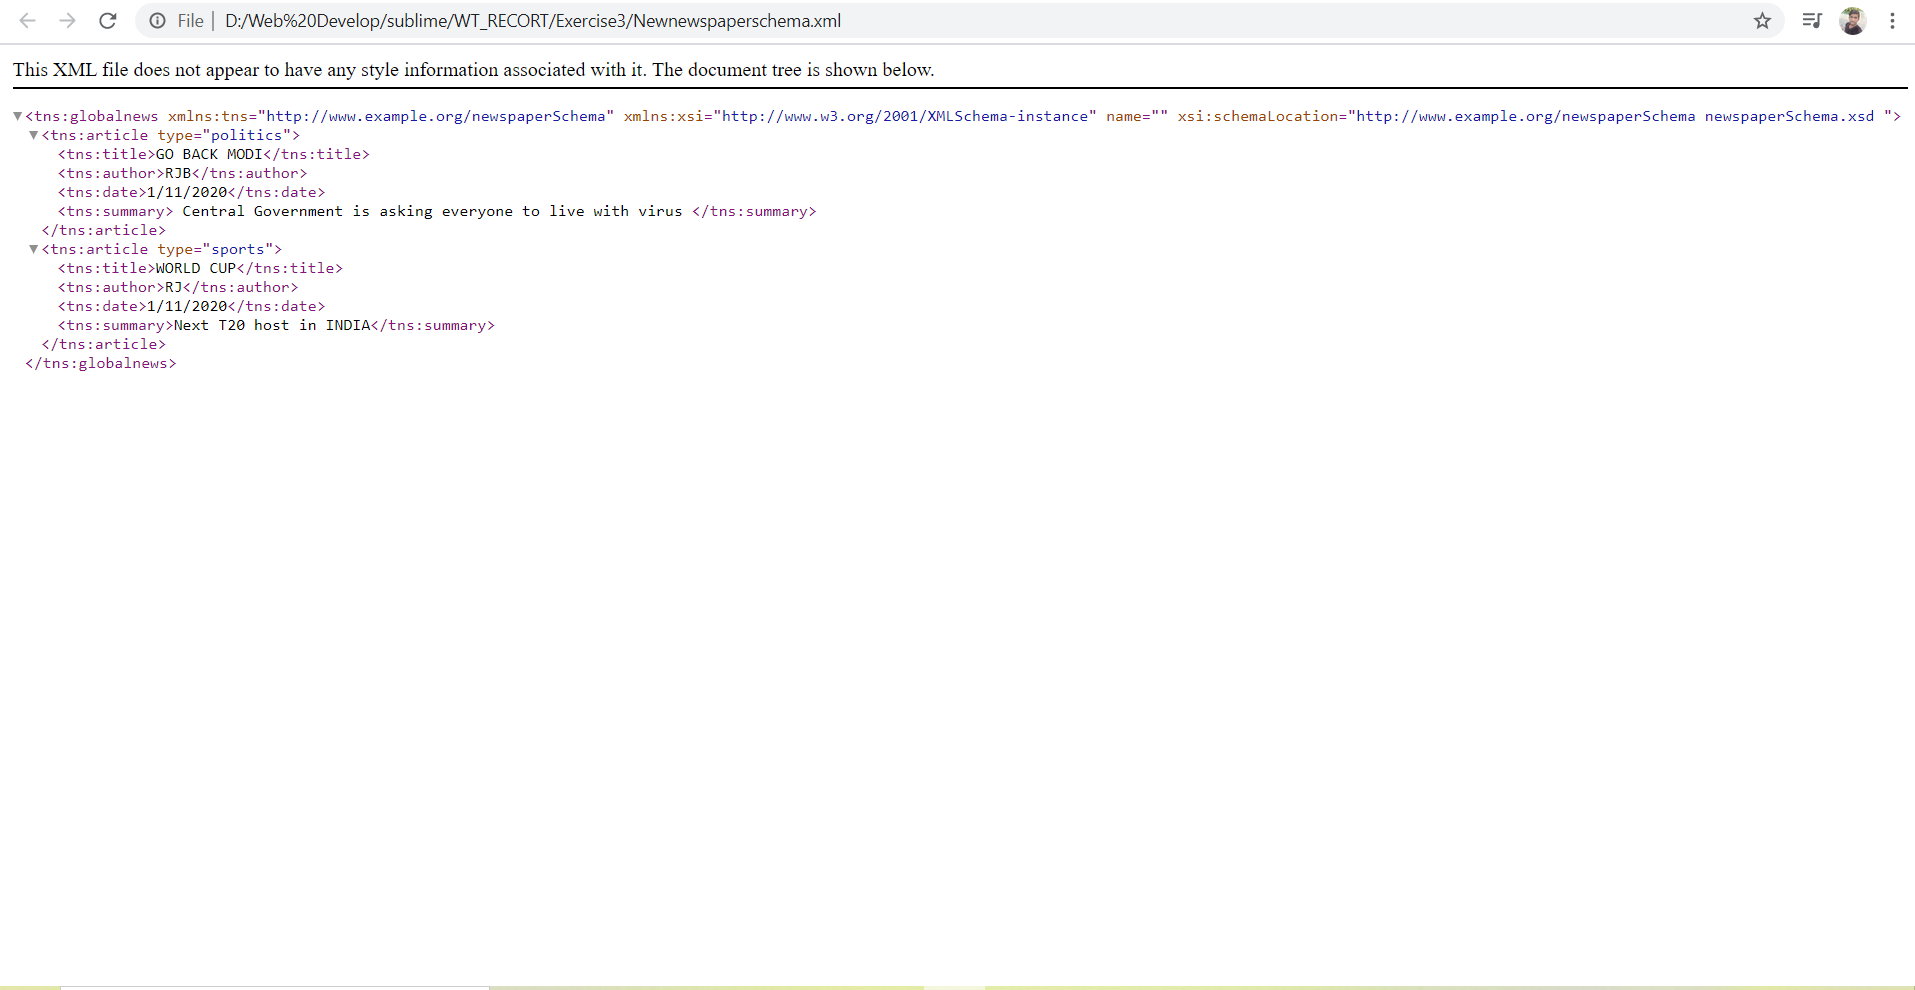 File | D:/Web%20Develop/sublime/WT_RECORT/Exercise3/Newnewspaperschema.xml
This XML file does not appear to have any style information associated with it. The document tree is shown below.
▼<tns:globalnews xmlns:tns="http://www.example.org/newspaperSchema" xmlns:xsi="http://www.w3.org/2001/XMLSchema-instance" name="" xsi:schemaLocation="http://www.example.org/newspaperSchema newspaperSchema.xsd ">
▼<tns:article type="politics">
<tns:title>GO BACK MODI</tns:title>
<tns:author>RJB</tns:author>
<tns:date>1/11/2020</tns:date>
<tns:summary> Central Government is asking everyone to live with virus </tns:summary>
</tns:article>
▼<tns:article type="sports">
<tns:title>WORLD CUP</tns:title>
<tns:author>RJ</tns:author>
<tns:date>1/11/2020</tns:date>
<tns:summary>Next T20 host in INDIA</tns:summary>
</tns:article>
</tns:globalnews>